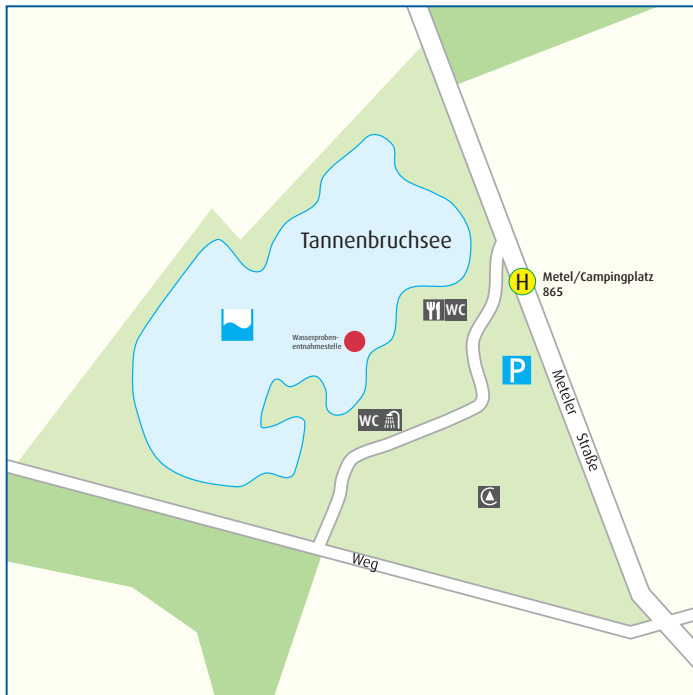 Tannenbruchsee
H
Metel/Campingplatz
865
WC
Wasserproben-
entnahmestelle
P
Meteler Straße
WC
Weg